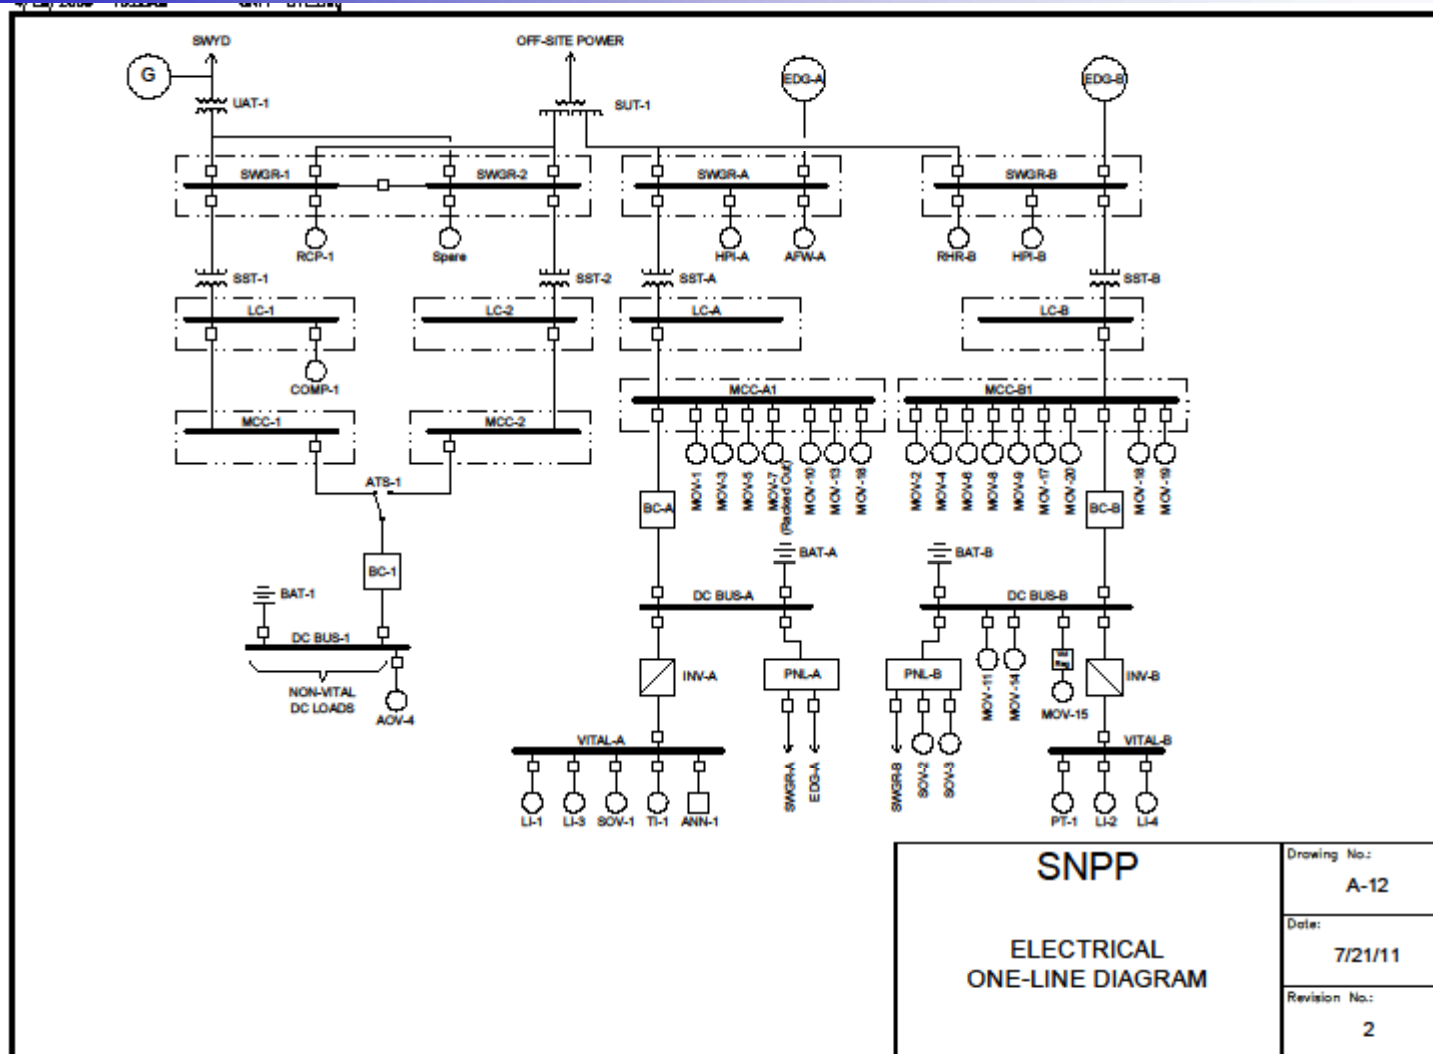 SWYD
OFF-SITE POWER
G
EDG-A
EDG-B
UAT-1
SUT-1
SWGR-1
SWGR-2
SWGR-A
SWGR-B
RCP-1
Spare
HPI-A
AFW-A
RHR-B
HPI-B
SST-1
SST-2
SST-A
SST-B
LC-1
LC-2
LC-A
LC-B
COMP-1
MCC-A1
MCC-B1
MCC-1
MCC-2
MOV-1
MOV-3
MOV-5
MOV-7
(Racked Out)
MOV-10
MOV-13
MOV-18
MOV-2
MOV-4
MOV-6
MOV-8
MOV-9
MOV-17
MOV-20
MOV-18
MOV-19
ATS-1
BC-A
BC-B
BC-1
BAT-A
BAT-B
BAT-1
DC BUS-A
DC BUS-B
DC BUS-1
NON-VITAL
DC LOADS
AOV-4
INV-A
PNL-A
PNL-B
MOV-11
MOV-14
MOV-15
INV-B
VITAL-A
VITAL-B
SWGR-A
EDG-A
SWGR-B
SOV-2
SOV-3
LI-1
LI-3
SOV-1
TI-1
ANN-1
PT-1
LI-2
LI-4
SNPP
ELECTRICAL
ONE-LINE DIAGRAM
Drawing No.:
A-12
Date:
7/21/11
Revision No.:
2